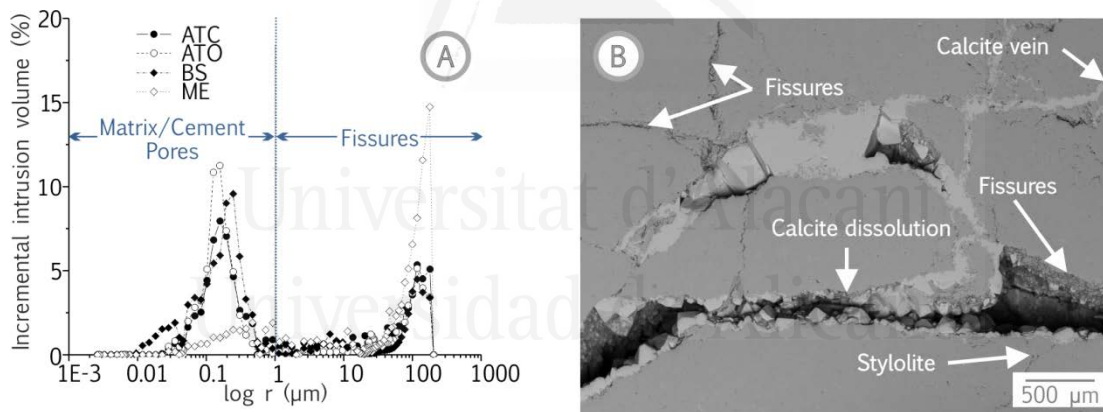 20
15
10
5
0
Incremental intrusion volume (%)
ATC
ATO
BS
ME
A
Matrix/Cement
Pores
Fissures
1E-3
0.01
0.1
1
10
100
1000
log r (µm)
B
Fissures
Calcite vein
Fissures
Calcite dissolution
Stylolite
500 µm
Universitat d'Alacant
Universidad de Alicante